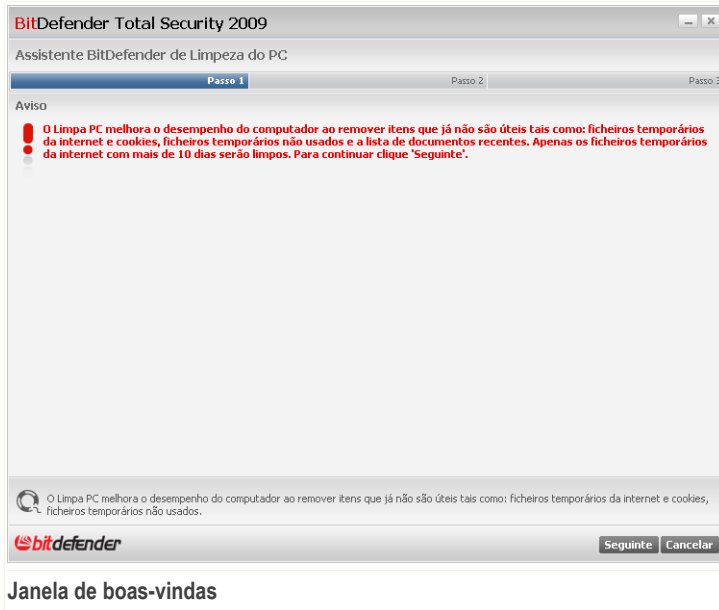 BitDefender Total Security 2009
Assistente BitDefender de Limpeza do PC
Passo 1 Passo 2 Passo 3
Aviso
O Limpa PC melhora o desempenho do computador ao remover itens que já não são úteis tais como: ficheiros temporários
da internet e cookies, ficheiros temporários não usados e a lista de documentos recentes. Apenas os ficheiros temporários
da internet com mais de 10 dias serão limpos. Para continuar clique 'Seguinte'.
O Limpa PC melhora o desempenho do computador ao remover itens que já não são úteis tais como: ficheiros temporários da internet e cookies,
ficheiros temporários não usados.
bitdefender
Seguinte Cancelar
Janela de boas-vindas